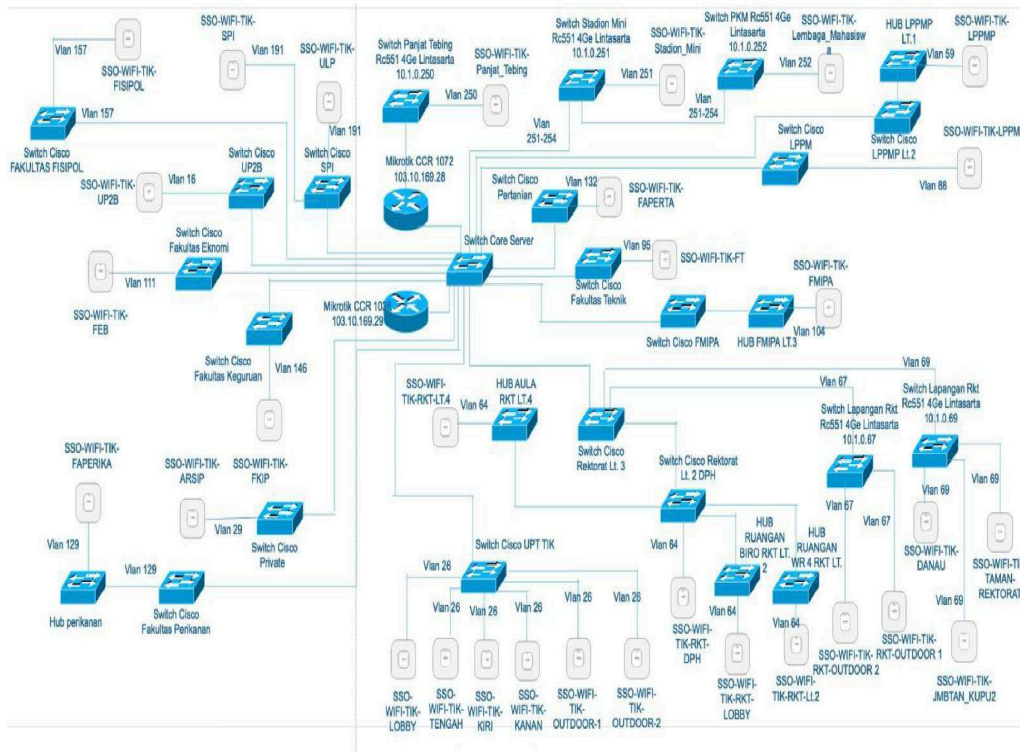 SSO-WIFI-TIK-
SPI
Vlan 157
Vlan 191
SSO-WIFI-TIK-
FISIPOL
SSO-WIFI-TIK-
ULP
Vlan 157
Vlan 191
Switch Cisco
FAKULTAS FISIPOL
Switch Cisco
UP2B
Switch Cisco
SPI
Vlan 16
SSO-WIFI-TIK-
UP2B
Switch Cisco
Fakultas Eknomi
Vlan 111
SSO-WIFI-TIK-
FEB
Switch Panjat Tebing
Rc551 4Ge Lintasarta
10.1.0.250
SSO-WIFI-TIK-
Panjat_Tebing
Vlan 250
Switch Stadion Mini
Rc551 4Ge Lintasarta
10.1.0.251
SSO-WIFI-TIK-
Stadion_Mini
Vlan 251
Vlan
251-254
Switch PKM Rc551 4Ge
Lintasarta
10.1.0.252
SSO-WIFI-TIK-
Lembaga_Mahasisw
a
Vlan 252
Vlan
251-254
HUB LPPMP
LT.1
SSO-WIFI-TIK-
LPPMP
Vlan 59
Switch Cisco
LPPMP Lt.2
Switch Cisco
LPPM
SSO-WIFI-TIK-LPPM
Vlan 88
Mikrotik CCR 1072
103.10.169.28
Switch Cisco
Pertanian
Vlan 132
SSO-WIFI-TIK-
FAPERTA
Switch Core Server
Vlan 95
SSO-WIFI-TIK-FT
Switch Cisco
Fakultas Teknik
SSO-WIFI-TIK-
FMIPA
Vlan 104
Switch Cisco FMIPA
HUB FMIPA LT.3
Mikrotik CCR 1036
103.10.169.29
Switch Cisco
Fakultas Keguruan
Vlan 146
SSO-WIFI-TIK-
FKIP
SSO-WIFI-TIK-
FAPERIKA
SSO-WIFI-TIK-
ARSIP
Vlan 29
Switch Cisco
Private
Vlan 129
Vlan 129
Hub perikanan
Switch Cisco
Fakultas Perikanan
SSO-WIFI-
TIK-RKT-LT.4
Vlan 64
HUB AULA
RKT LT.4
Switch Cisco
Rektorat Lt. 3
Vlan 69
Vlan 67
Switch Lapangan Rkt
Rc551 4Ge Lintasarta
10.1.0.67
Switch Lapangan Rkt
Rc551 4Ge Lintasarta
10.1.0.69
Switch Cisco Rektorat
Lt. 2 DPH
Vlan 64
HUB
RUANGAN
BIRO RKT LT.
2
HUB
RUANGAN
WR 4 RKT LT.
Vlan 64
Vlan 64
SSO-WIFI-
TIK-RKT-
DPH
SSO-WIFI-
TIK-RKT-
LOBBY
SSO-WIFI-
TIK-RKT-Lt.2
Vlan 67
Vlan 67
SSO-WIFI-TIK-
RKT-OUTDOOR 2
SSO-WIFI-TIK-
RKT-OUTDOOR 1
Vlan 69
Vlan 69
Vlan 69
SSO-WIFI-TIK-
DANAU
SSO-WIFI-TI
TAMAN-
REKTORAT
SSO-WIFI-TIK-
JMBTAN_KUPU2
Switch Cisco UPT TIK
Vlan 26
Vlan 26
Vlan 26
Vlan 26
Vlan 26
Vlan 26
SSO-
WIFI-TIK-
LOBBY
SSO-
WIFI-TIK-
TENGAH
SSO-
WIFI-TIK-
KIRI
SSO-
WIFI-TIK-
KANAN
SSO-WIFI-
TIK-
OUTDOOR-1
SSO-WIFI-
TIK-
OUTDOOR-2